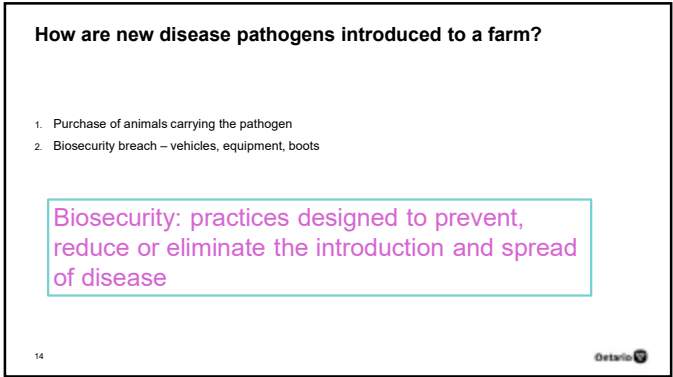 How are new disease pathogens introduced to a farm?
1. Purchase of animals carrying the pathogen
2. Biosecurity breach – vehicles, equipment, boots
Biosecurity: practices designed to prevent,
reduce or eliminate the introduction and spread
of disease
14
Ontario